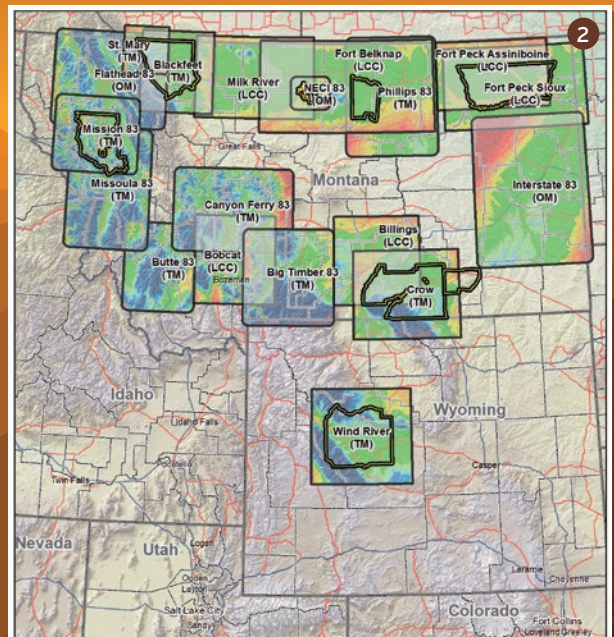 2
St. Mary
(TM)
Blackfeet
(TM)
Flathead 83
(OM)
Milk River
(LCC)
NECI 83
(OM)
Fort Belknap
(LCC)
Phillips 83
(TM)
Fort Peck Assiniboine
(LCC)
Fort Peck Sioux
(LCC)
Mission 83
(TM)
Great Falls
Missoula 83
(TM)
Montana
Interstate 83
(OM)
Canyon Ferry 83
(TM)
Butte 83
(TM)
Bobcat
(LCC)
Bozeman
Big Timber 83
(TM)
Billings
(LCC)
Crow
(TM)
Idaho
Idaho Falls
Pocatello
Twin Falls
Wyoming
Wind River
(TM)
Casper
Nevada
Utah
Logan
Ogden
Layton
Salt Lake City
Sandy
Laramie
Cheyenne
Colorado
Fort Collins
Loveland Greeley